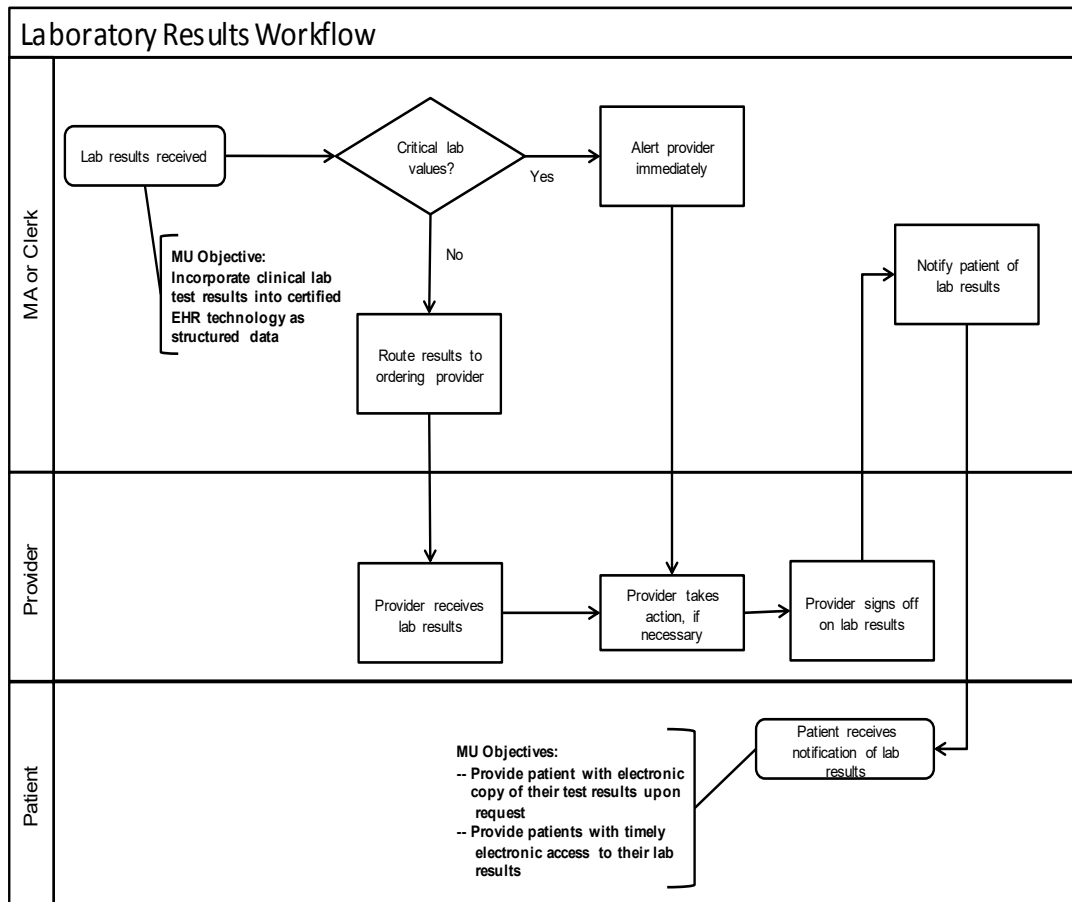 Laboratory Results Workflow
MA or Clerk
Lab results received
Critical lab
values?
Yes
Alert provider
immediately
No
MU Objective:
Incorporate clinical lab
test results into certified
EHR technology as
structured data
Route results to
ordering provider
Notify patient of
lab results
Provider
Provider receives
lab results
Provider takes
action, if
necessary
Provider signs off
on lab results
Patient
Patient receives
notification of lab
results
MU Objectives:
-- Provide patient with electronic
copy of their test results upon
request
-- Provide patients with timely
electronic access to their lab
results